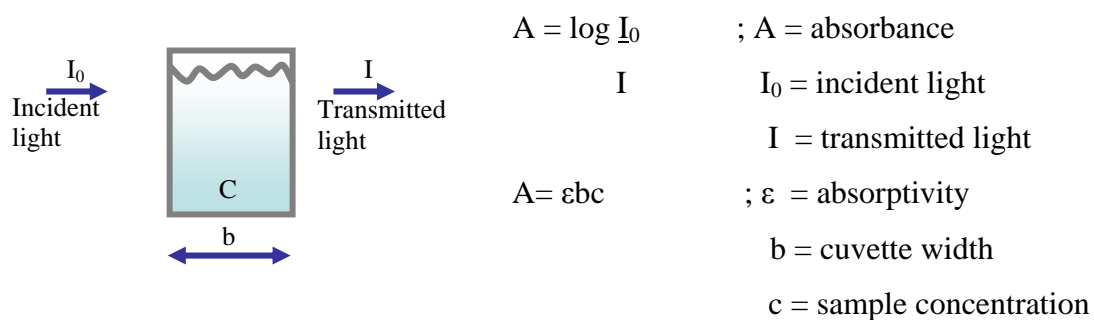 I₀
Incident
light
I
Transmitted
light
C
b
A = log I₀ ; A = absorbance
I I₀ = incident light
I = transmitted light
A= εbc ; ε = absorptivity
b = cuvette width
c = sample concentration